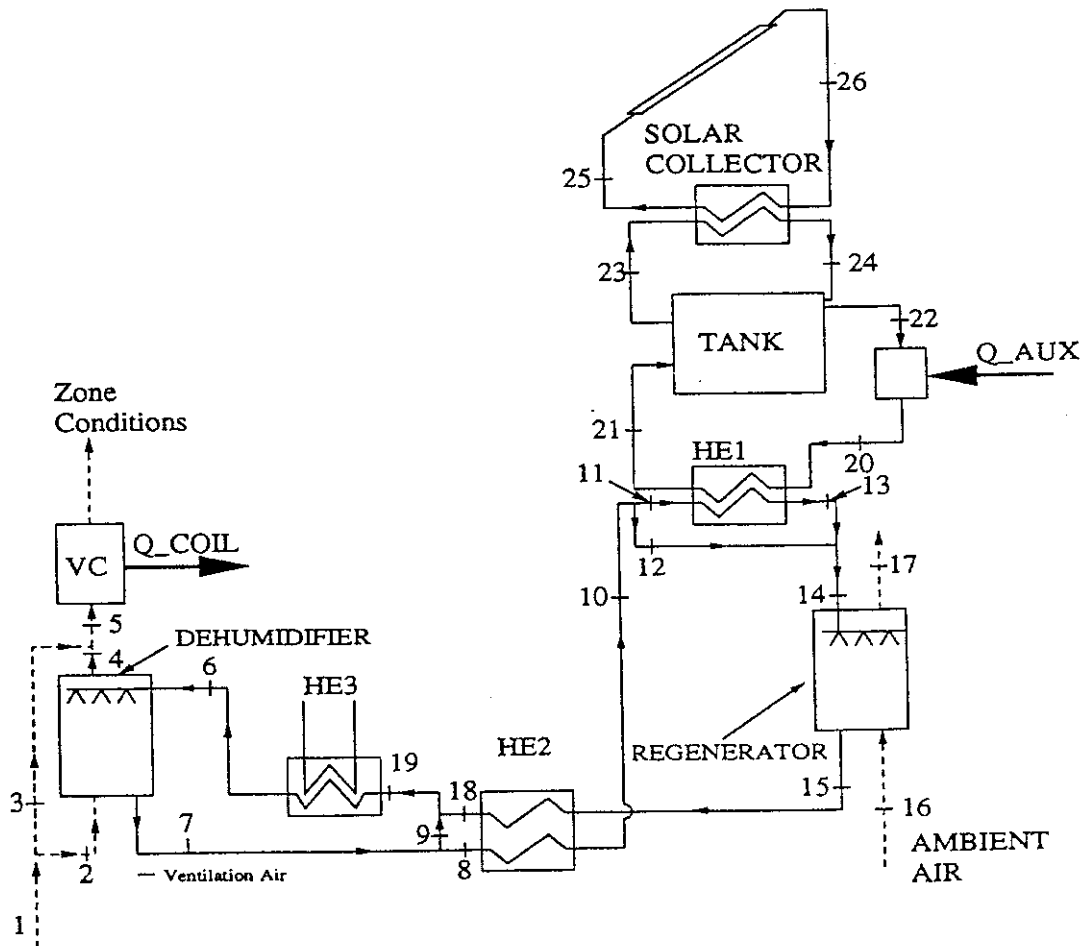 26
SOLAR
COLLECTOR
25
23
24
TANK
22
Q_AUX
Zone
Conditions
21
HE1
20
11
13
Q_COIL
VC
12
17
10
14
5
DEHUMIDIFIER
4
6
HE3
REGENERATOR
HE2
19
15
3
18
16
7
9
AMBIENT
AIR
2
8
— Ventilation Air
1